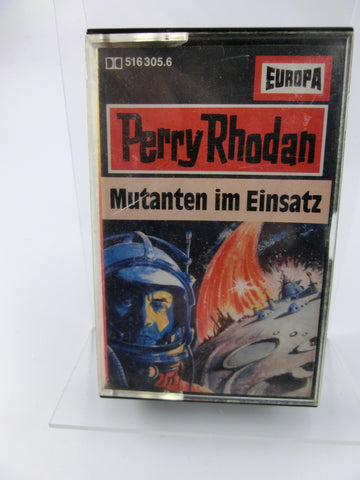 516 305.6
EUROPA
Perry Rhodan
Mutanten im Einsatz